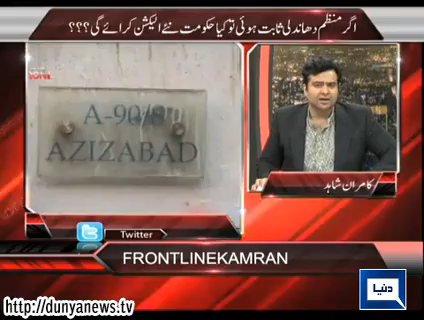 اگر منظم دھاندلی ثابت ہوئی تو کیا حکومت نئے الیکشن کرائے گی؟؟؟
A-90/8
AZIZABAD
کامران شاہد
Twitter
FRONTLINEKAMRAN
دنیا
http://dunyanews.tv